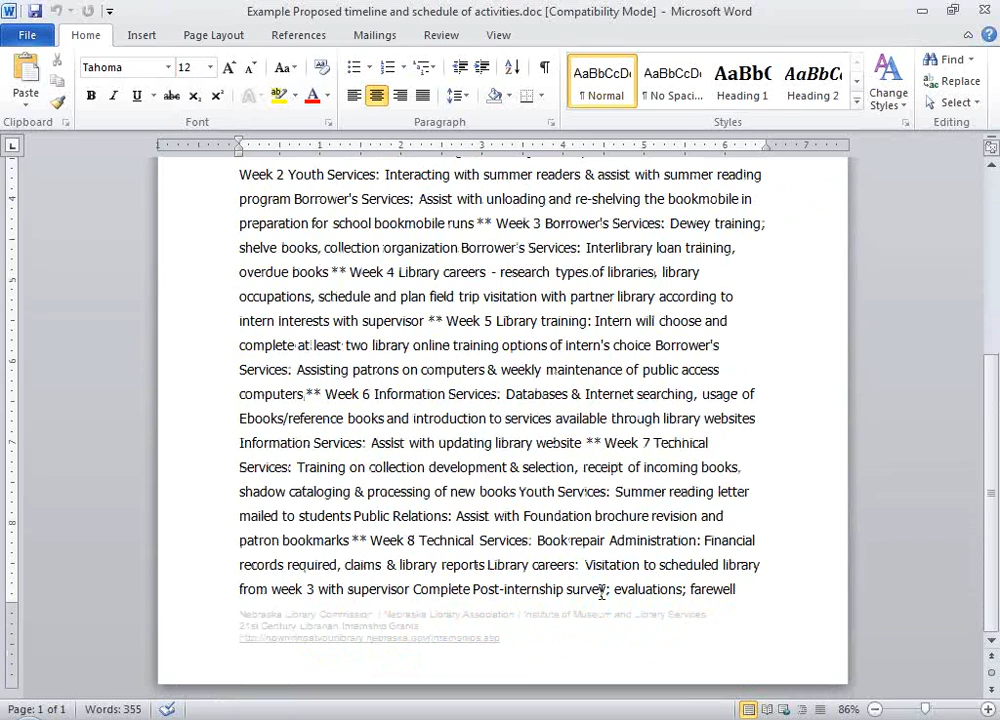 Example Proposed timeline and schedule of activities.doc [Compatibility Mode] - Microsoft Word
File Home Insert Page Layout References Mailings Review View
Tahoma 12
Paste
B I U abc X₂ X² A A
Clipboard Font Paragraph Styles Editing
AaBbCcDc AaBbCcDc AaBbC AaBbCc
¶ Normal ¶ No Spaci... Heading 1 Heading 2
Change
Styles
Find
Replace
Select
1 1 2 3 4 5 6 7
Week 2 Youth Services: Interacting with summer readers & assist with summer reading
program Borrower's Services: Assist with unloading and re-shelving the bookmobile in
preparation for school bookmobile runs ** Week 3 Borrower's Services: Dewey training;
shelve books, collection organization Borrower's Services: Interlibrary loan training,
overdue books ** Week 4 Library careers - research types of libraries, library
occupations, schedule and plan field trip visitation with partner library according to
intern interests with supervisor ** Week 5 Library training: Intern will choose and
complete at least two library online training options of intern's choice Borrower's
Services: Assisting patrons on computers & weekly maintenance of public access
computers ** Week 6 Information Services: Databases & Internet searching, usage of
Ebooks/reference books and introduction to services available through library websites
Information Services: Assist with updating library website ** Week 7 Technical
Services: Training on collection development & selection, receipt of incoming books,
shadow cataloging & processing of new books Youth Services: Summer reading letter
mailed to students Public Relations: Assist with Foundation brochure revision and
patron bookmarks ** Week 8 Technical Services: Book repair Administration: Financial
records required, claims & library reports Library careers: Visitation to scheduled library
from week 3 with supervisor Complete Post-internship survey; evaluations; farewell
Nebraska Library Commission | Nebraska Library Association | Institute of Museum and Library Services
21st Century Librarian Internship Grants
Page: 1 of 1 Words: 355 86%